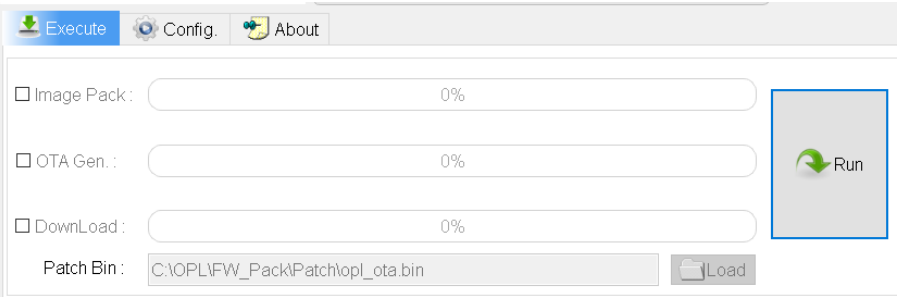 Execute Config. About
Image Pack : 0%
OTA Gen. : 0%
Run
DownLoad : 0%
Patch Bin : C:\OPL\FW_Pack\Patch\opl_ota.bin Load